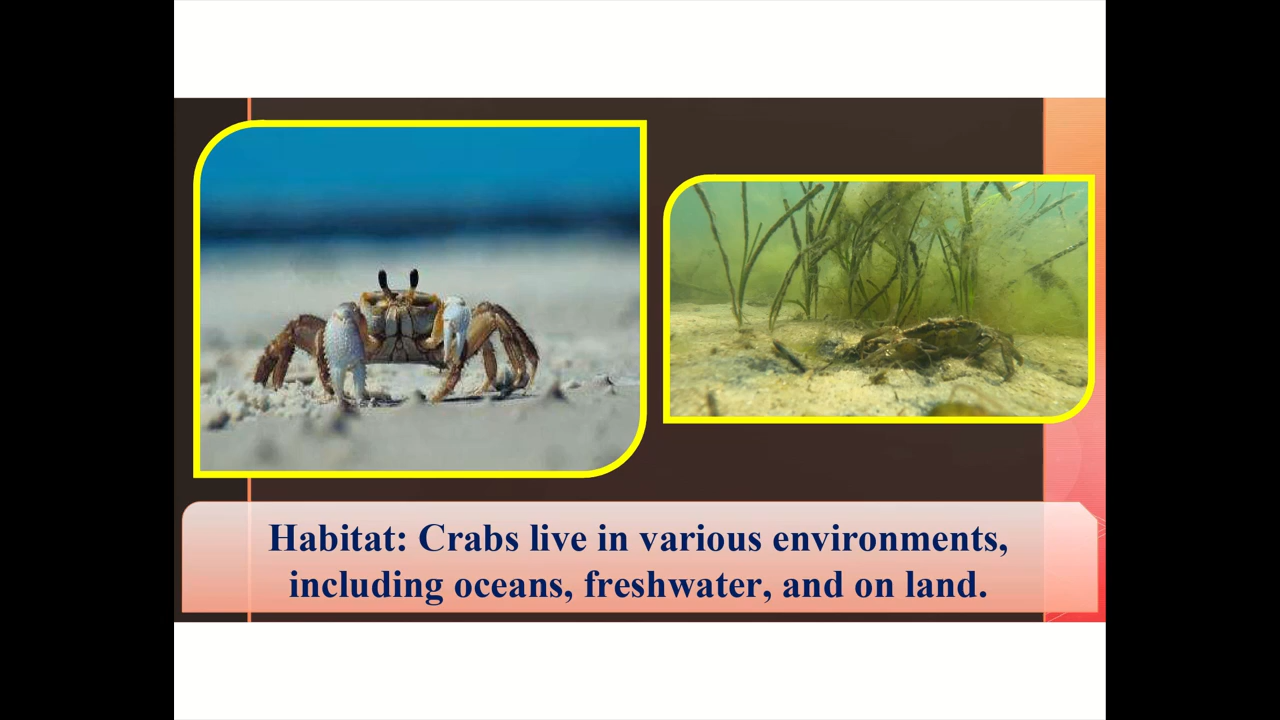 Habitat: Crabs live in various environments,
including oceans, freshwater, and on land.